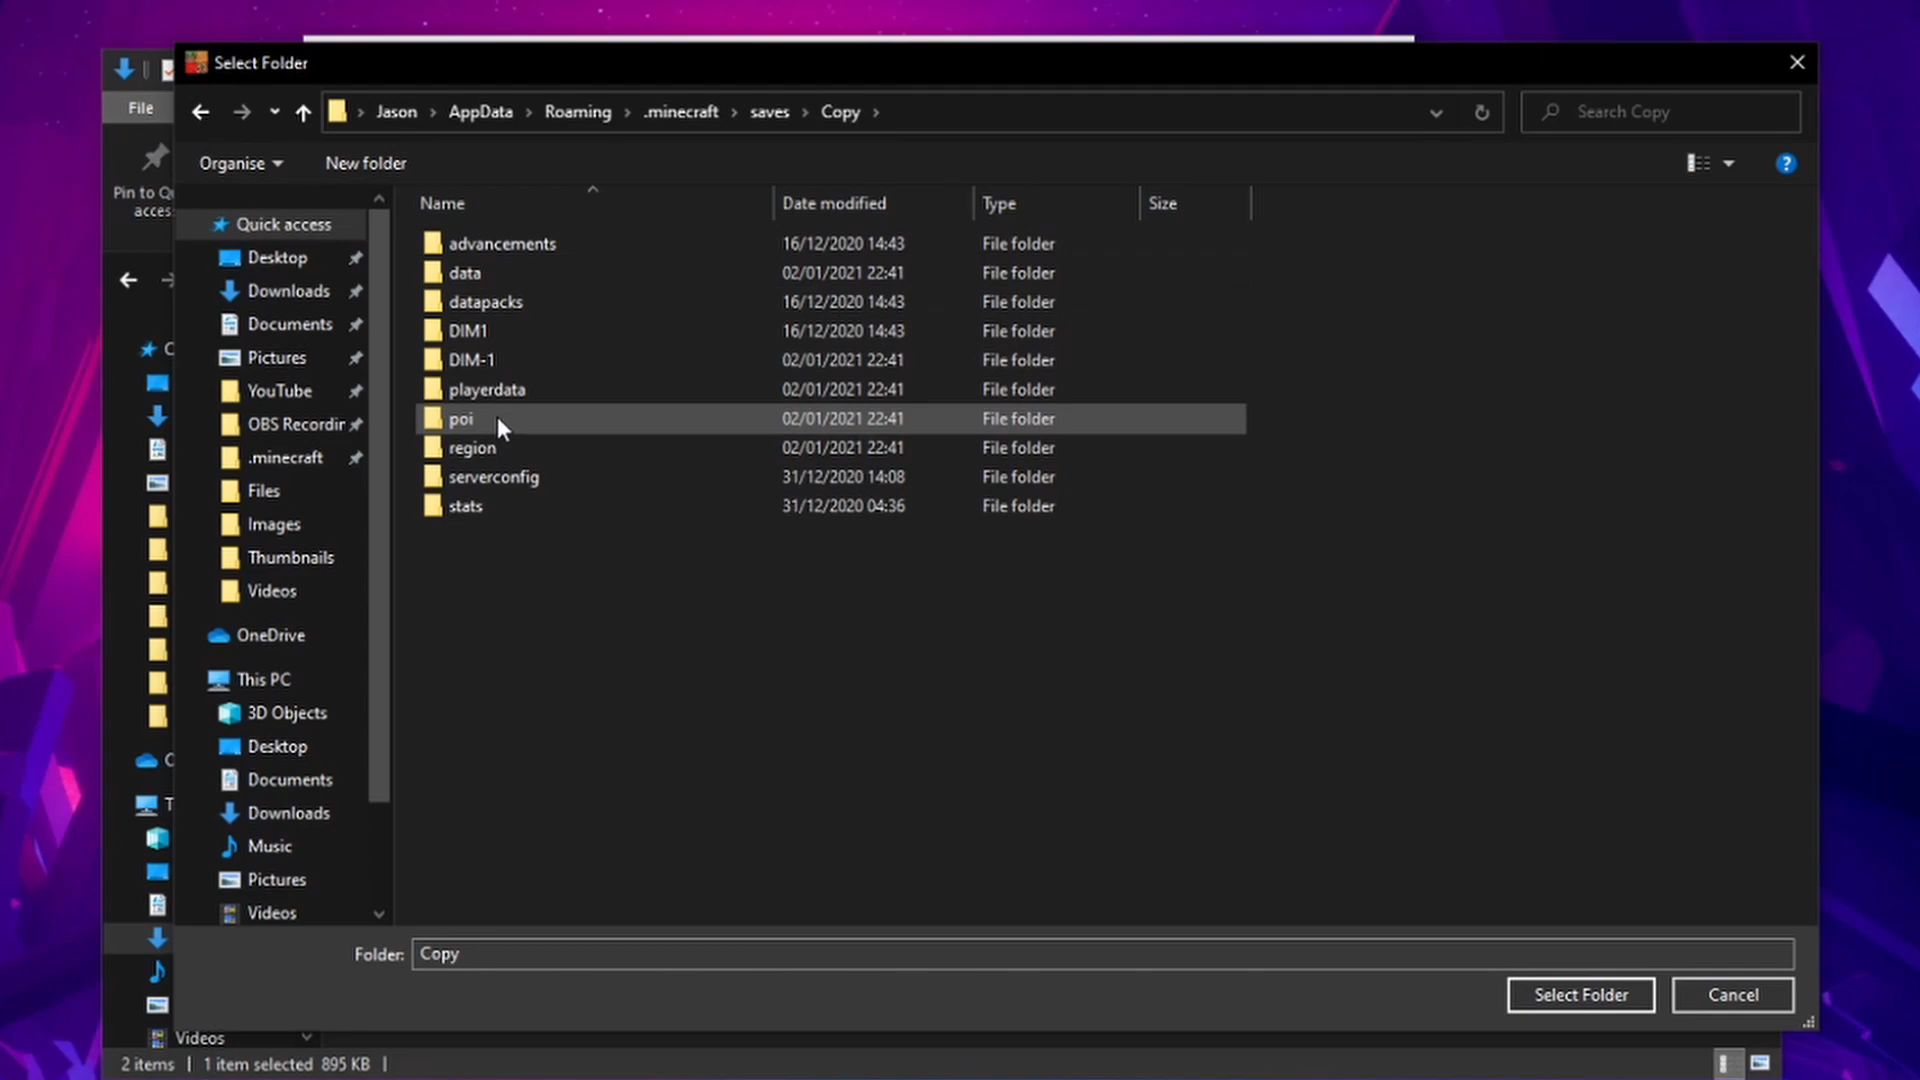 Select Folder
File
Jason > AppData > Roaming > .minecraft > saves > Copy >
Search Copy
Organise
New folder
Pin to Qu
acces
Name
Date modified
Type
Size
Quick access
Desktop
Downloads
Documents
Pictures
YouTube
OBS Recordin
.minecraft
Files
Images
Thumbnails
Videos
OneDrive
This PC
3D Objects
Desktop
Documents
Downloads
Music
Pictures
Videos
advancements 16/12/2020 14:43 File folder
data 02/01/2021 22:41 File folder
datapacks 16/12/2020 14:43 File folder
DIM1 16/12/2020 14:43 File folder
DIM-1 02/01/2021 22:41 File folder
playerdata 02/01/2021 22:41 File folder
poi 02/01/2021 22:41 File folder
region 02/01/2021 22:41 File folder
serverconfig 31/12/2020 14:08 File folder
stats 31/12/2020 04:36 File folder
Folder: Copy
Select Folder
Cancel
Videos
2 items | 1 item selected 895 KB |